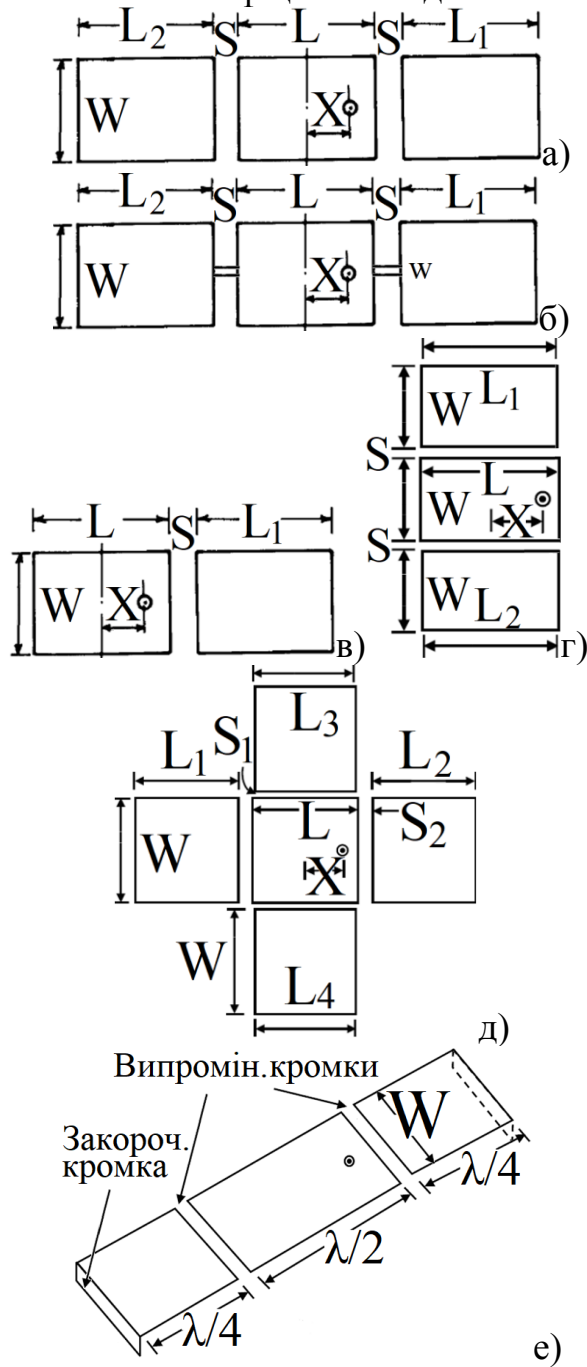 L₂ S L S L₁
W X
а)
L₂ S L S L₁
W X w
б)
L S L₁
W X
в)
W L₁
S
W L X
S
W L₂
г)
L₃
S₁
L₁ L₂
W L S₂
X
W
L₄
д)
Випромін.кромки
W
Закороч.
кромка
λ/4
λ/2
λ/4
е)